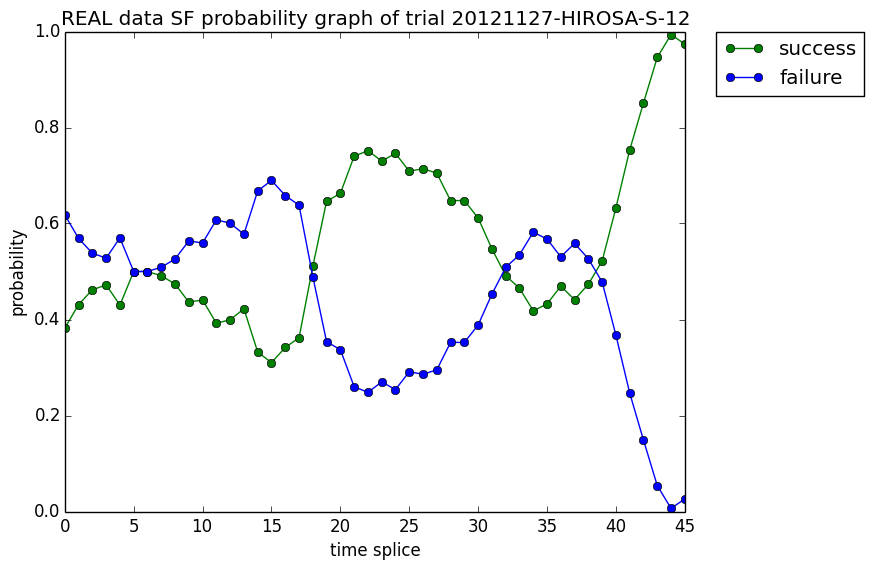 REAL data SF probability graph of trial 20121127-HIROSA-S-12
success
failure
1.0
0.8
0.6
0.4
0.2
0.0
probability
0 5 10 15 20 25 30 35 40 45
time splice